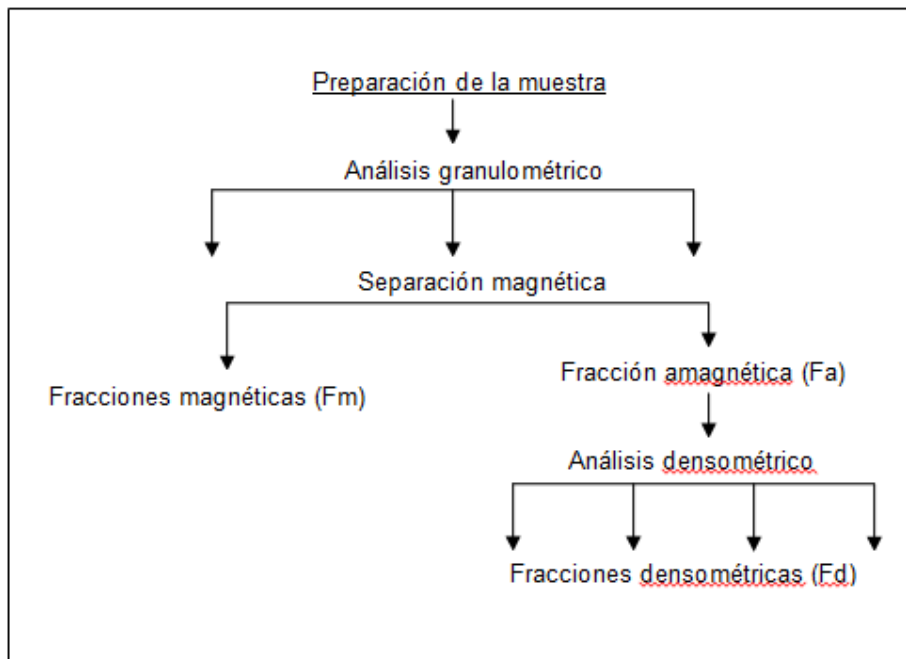 Preparación de la muestra
Análisis granulométrico
Separación magnética
Fracciones magnéticas (Fm)
Fracción amagnética (Fa)
Análisis densométrico
Fracciones densométricas (Fd)